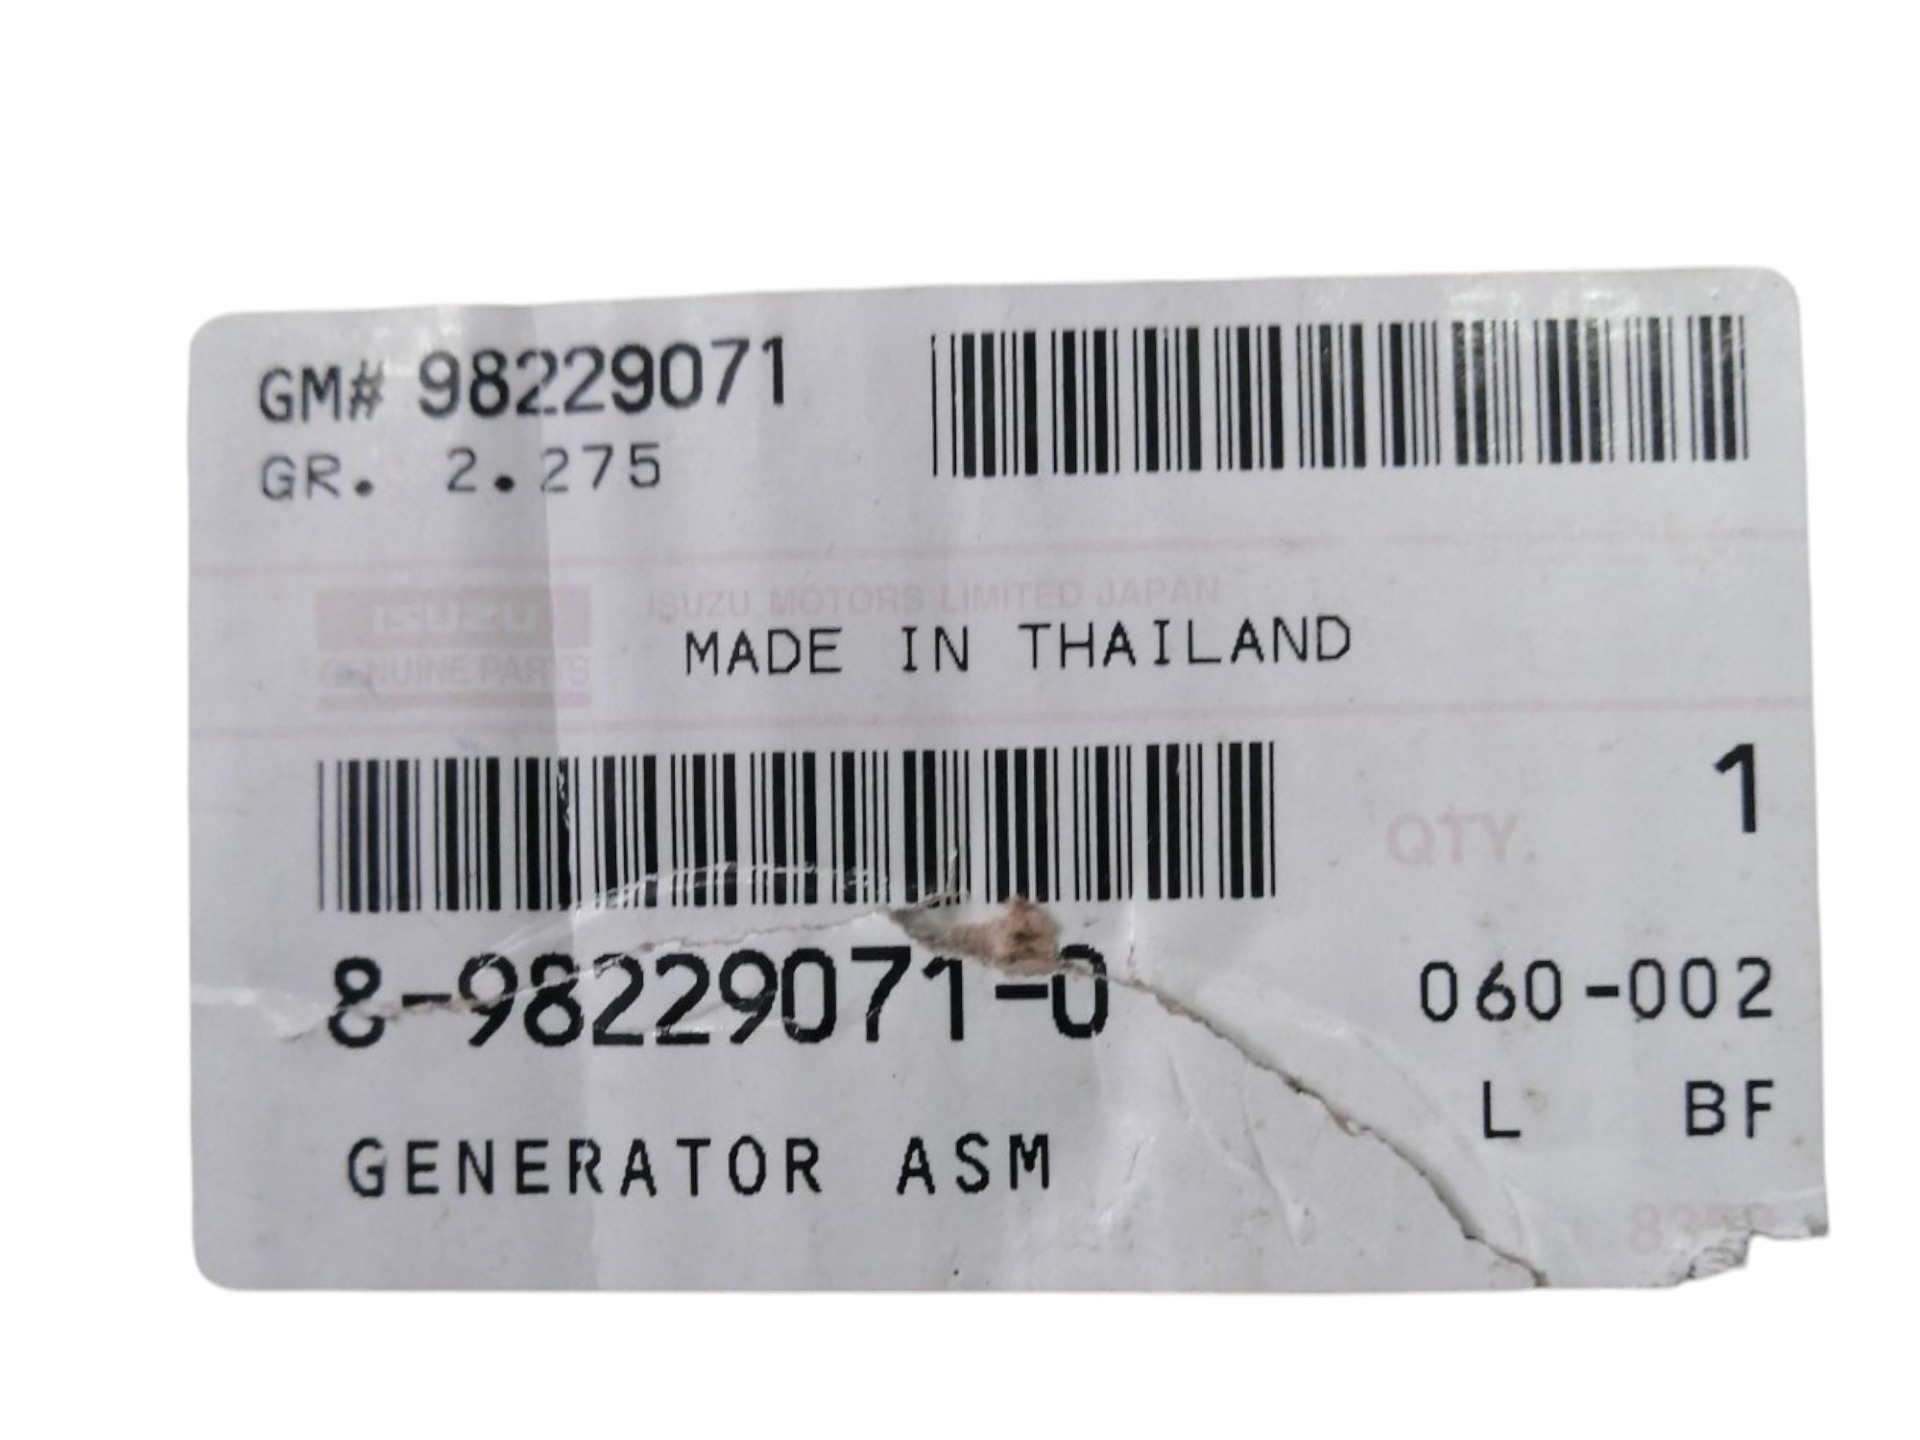 GM# 98229071
GR. 2.275
ISUZU
GENUINE PARTS
ISUZU MOTORS LIMITED JAPAN
MADE IN THAILAND
QTY. 1
8-98229071-0
060-002
L BF
GENERATOR ASM